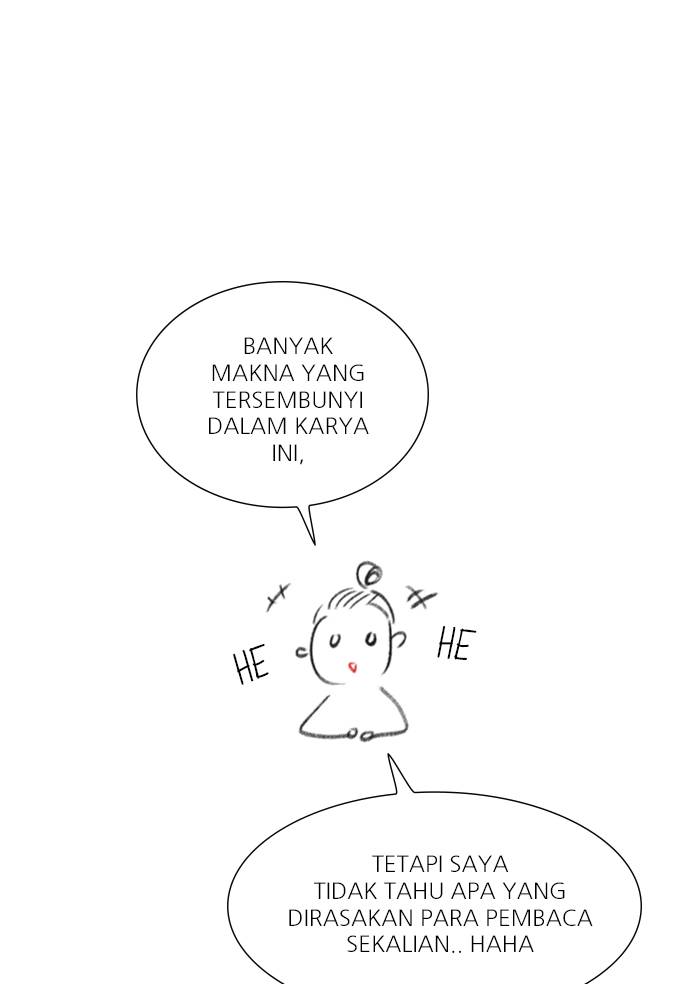 BANYAK
MAKNA YANG
TERSEMBUNYI
DALAM KARYA
INI,
HE
HE
TETAPI SAYA
TIDAK TAHU APA YANG
DIRASAKAN PARA PEMBACA
SEKALIAN.. HAHA